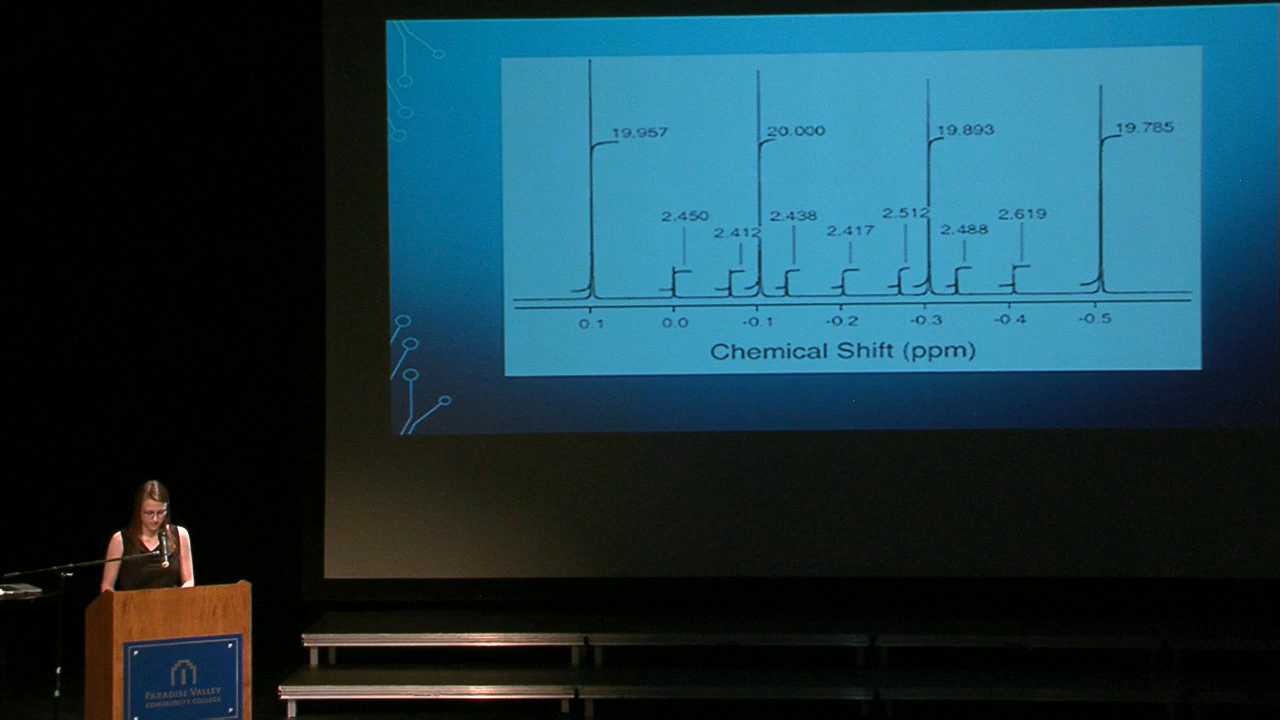 19.957 20.000 19.893 19.785
2.450 2.438 2.512 2.619
2.412 2.417 2.488
0.1 0.0 -0.1 -0.2 -0.3 -0.4 -0.5
Chemical Shift (ppm)
PARADISE VALLEY
COMMUNITY COLLEGE